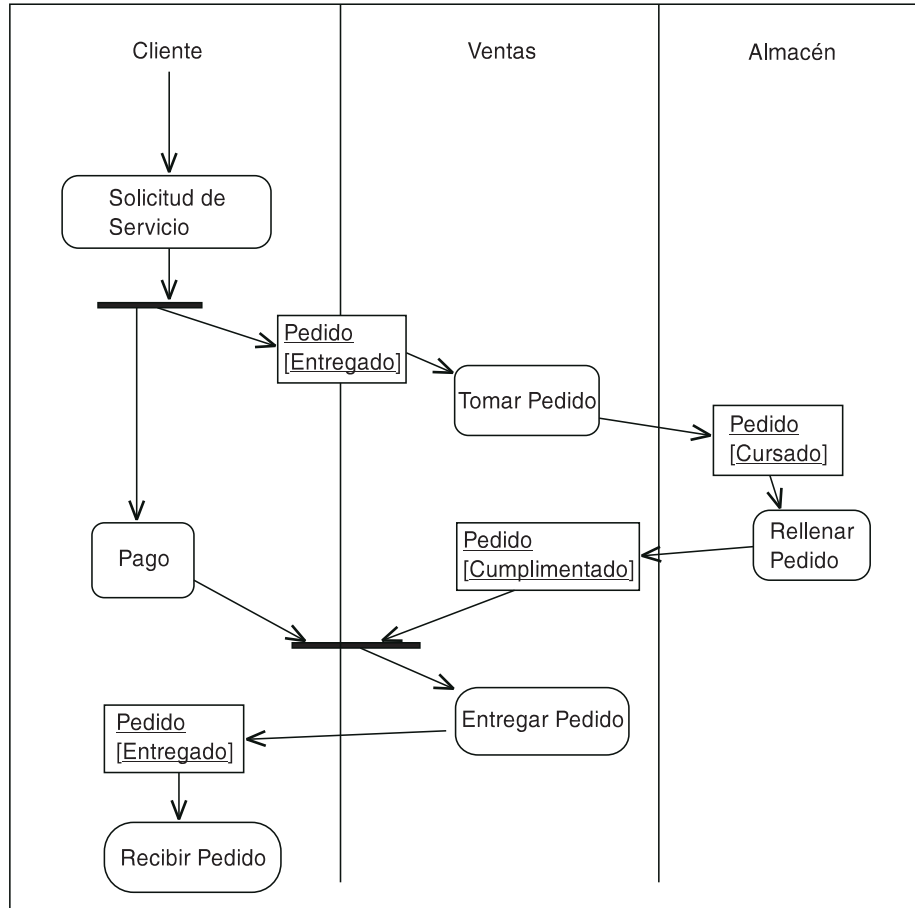 Cliente
Ventas
Almacén
Solicitud de
Servicio
Pedido
[Entregado]
Tomar Pedido
Pedido
[Cursado]
Pago
Pedido
[Cumplimentado]
Rellenar
Pedido
Entregar Pedido
Pedido
[Entregado]
Recibir Pedido